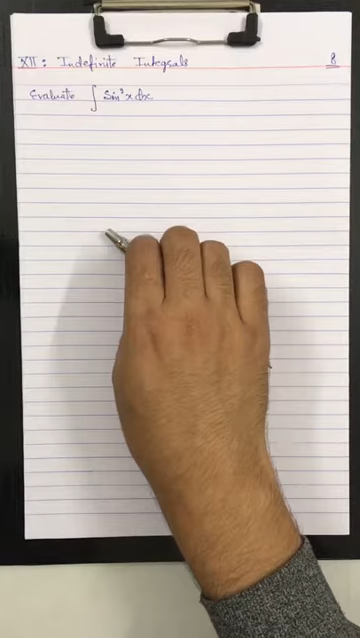 XII : Indefinite Integrals 8
Evaluate ∫ Sin³x dx